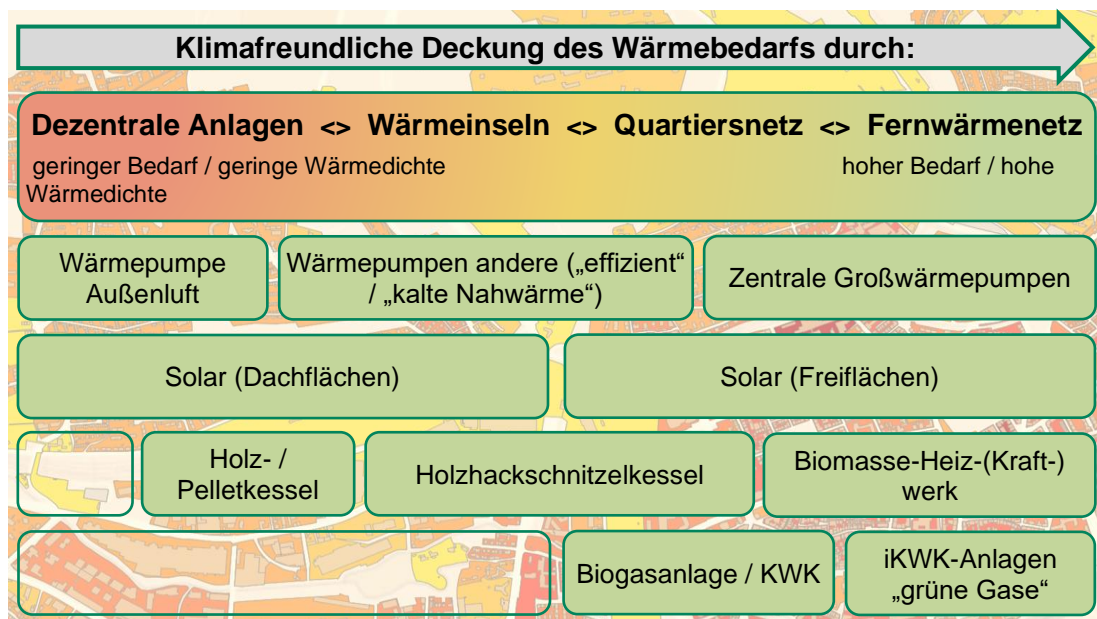 Klimafreundliche Deckung des Wärmebedarfs durch:
Dezentrale Anlagen <> Wärmeinseln <> Quartiersnetz <> Fernwärmenetz
geringer Bedarf / geringe Wärmedichte hoher Bedarf / hohe
Wärmedichte
Wärmepumpe
Außenluft
Wärmepumpen andere („effizient“
/ „kalte Nahwärme“)
Zentrale Großwärmepumpen
Solar (Dachflächen)
Solar (Freiflächen)
Holz- /
Pelletkessel
Holzhackschnitzelkessel
Biomasse-Heiz-(Kraft-)
werk
Biogasanlage / KWK
iKWK-Anlagen
„grüne Gase“